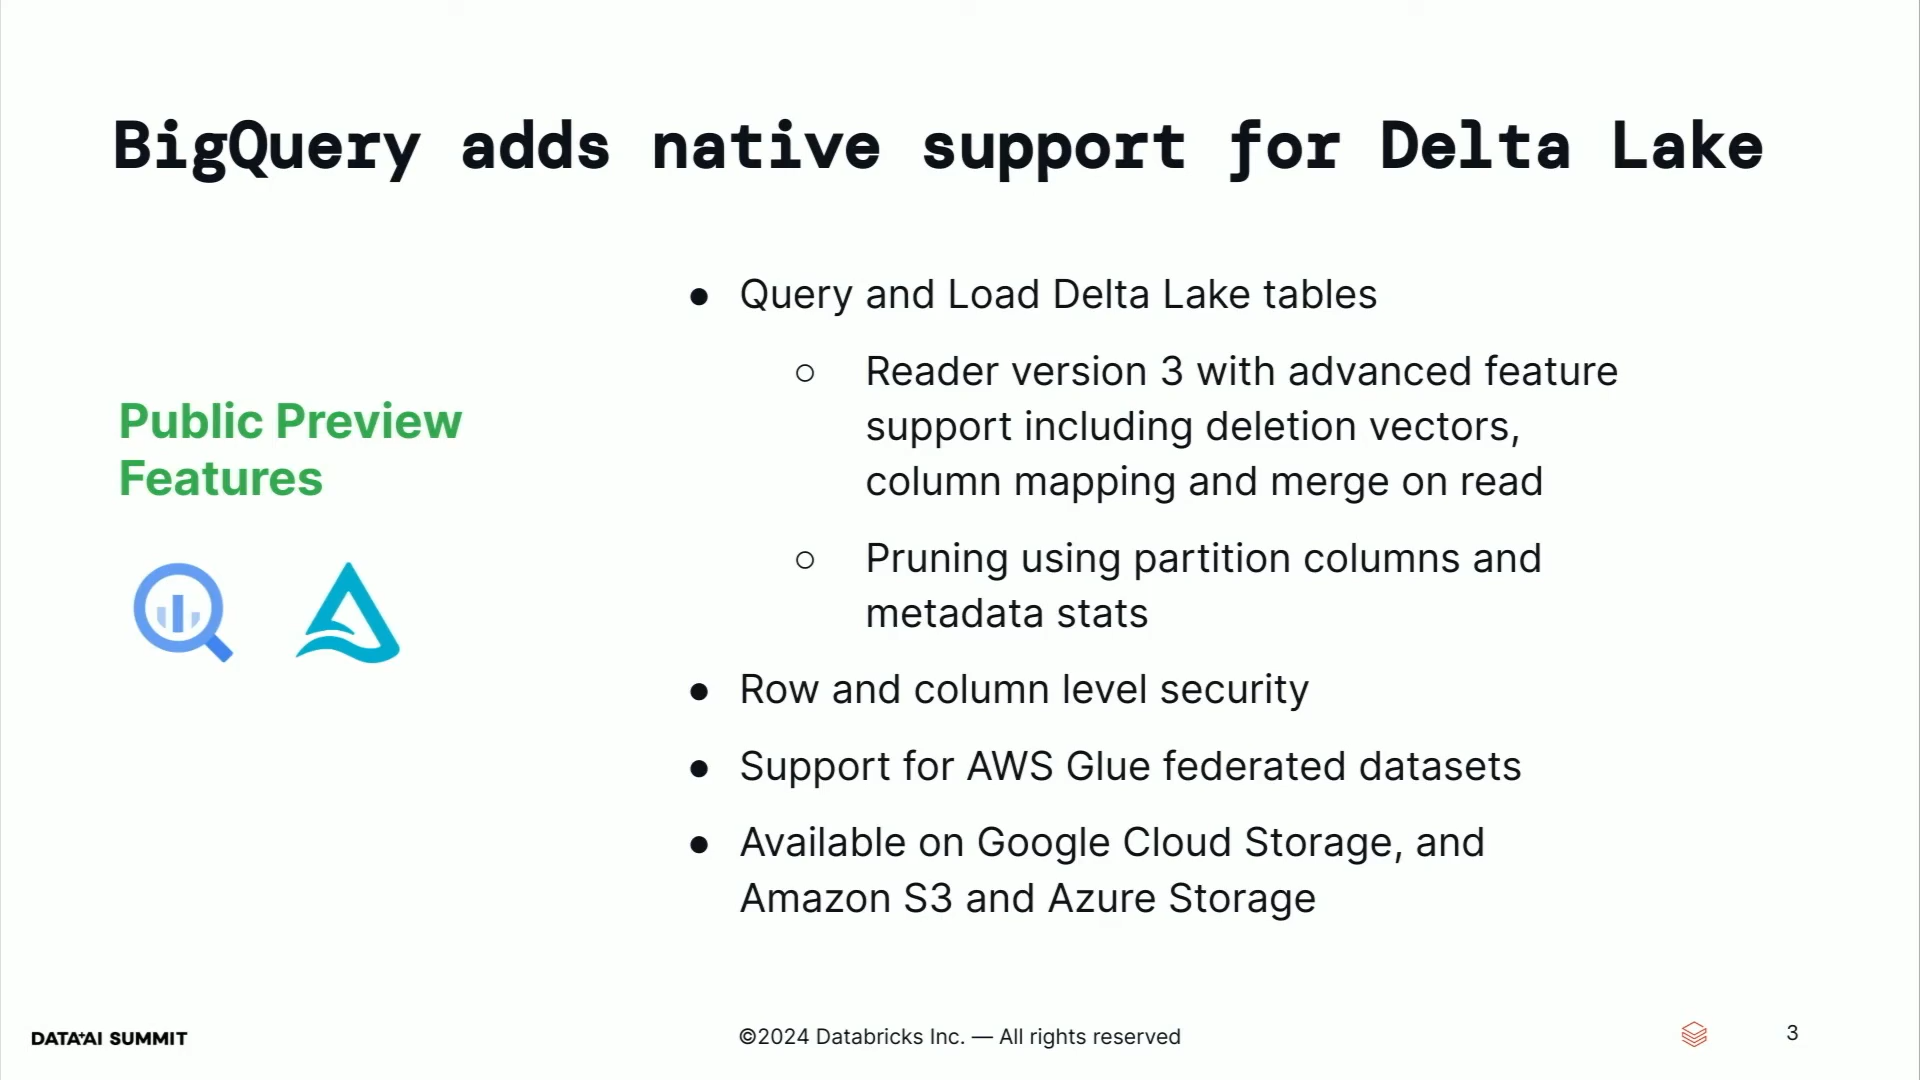 BigQuery adds native support for Delta Lake
Public Preview
Features
● Query and Load Delta Lake tables
○ Reader version 3 with advanced feature
support including deletion vectors,
column mapping and merge on read
○ Pruning using partition columns and
metadata stats
● Row and column level security
● Support for AWS Glue federated datasets
● Available on Google Cloud Storage, and
Amazon S3 and Azure Storage
DATA+AI SUMMIT
©2024 Databricks Inc. — All rights reserved
3